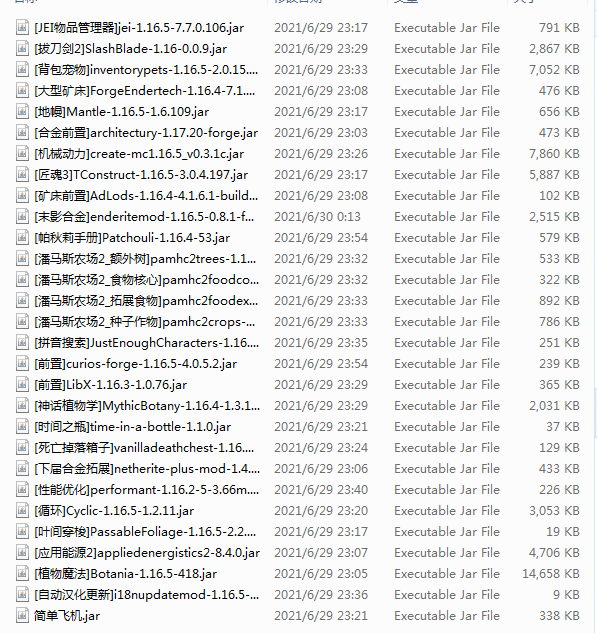 [JEI物品管理器]jei-1.16.5-7.7.0.106.jar 2021/6/29 23:17 Executable Jar File 791 KB
[拔刀剑2]SlashBlade-1.16-0.0.9.jar 2021/6/29 23:29 Executable Jar File 2,867 KB
[背包宠物]inventorypets-1.16.5-2.0.15.... 2021/6/29 23:33 Executable Jar File 7,052 KB
[大型矿床]ForgeEndertech-1.16.4-7.1.... 2021/6/29 23:08 Executable Jar File 476 KB
[地幔]Mantle-1.16.5-1.6.109.jar 2021/6/29 23:17 Executable Jar File 656 KB
[合金前置]architectury-1.17.20-forge.jar 2021/6/29 23:03 Executable Jar File 473 KB
[机械动力]create-mc1.16.5_v0.3.1c.jar 2021/6/29 23:26 Executable Jar File 7,860 KB
[匠魂3]TConstruct-1.16.5-3.0.4.197.jar 2021/6/29 23:17 Executable Jar File 5,887 KB
[矿床前置]AdLods-1.16.4-4.1.6.1-build... 2021/6/29 23:08 Executable Jar File 102 KB
[末影合金]enderitemod-1.16.5-0.8.1-f... 2021/6/30 0:13 Executable Jar File 2,515 KB
[帕秋莉手册]Patchouli-1.16.4-53.jar 2021/6/29 23:54 Executable Jar File 579 KB
[潘马斯农场2_额外树]pamhc2trees-1.1... 2021/6/29 23:32 Executable Jar File 533 KB
[潘马斯农场2_食物核心]pamhc2foodco... 2021/6/29 23:32 Executable Jar File 322 KB
[潘马斯农场2_拓展食物]pamhc2foodex... 2021/6/29 23:33 Executable Jar File 892 KB
[潘马斯农场2_种子作物]pamhc2crops-... 2021/6/29 23:33 Executable Jar File 786 KB
[拼音搜索]JustEnoughCharacters-1.16.... 2021/6/29 23:35 Executable Jar File 251 KB
[前置]curios-forge-1.16.5-4.0.5.2.jar 2021/6/29 23:54 Executable Jar File 239 KB
[前置]LibX-1.16.3-1.0.76.jar 2021/6/29 23:29 Executable Jar File 365 KB
[神话植物学]MythicBotany-1.16.4-1.3.1... 2021/6/29 23:29 Executable Jar File 2,031 KB
[时间之瓶]time-in-a-bottle-1.1.0.jar 2021/6/29 23:21 Executable Jar File 37 KB
[死亡掉落箱子]vanilladeathchest-1.16.... 2021/6/29 23:24 Executable Jar File 129 KB
[下届合金拓展]netherite-plus-mod-1.4.... 2021/6/29 23:06 Executable Jar File 433 KB
[性能优化]performant-1.16.2-5-3.66m.... 2021/6/29 23:40 Executable Jar File 226 KB
[循环]Cyclic-1.16.5-1.2.11.jar 2021/6/29 23:20 Executable Jar File 3,053 KB
[叶间穿梭]PassableFoliage-1.16.5-2.2.... 2021/6/29 23:17 Executable Jar File 19 KB
[应用能源2]appliedenergistics2-8.4.0.jar 2021/6/29 23:07 Executable Jar File 4,706 KB
[植物魔法]Botania-1.16.5-418.jar 2021/6/29 23:29 Executable Jar File 14,658 KB
[自动汉化更新]i18nupdatemod-1.16.5-... 2021/6/29 23:36 Executable Jar File 9 KB
简单飞机.jar 2021/6/29 23:21 Executable Jar File 338 KB